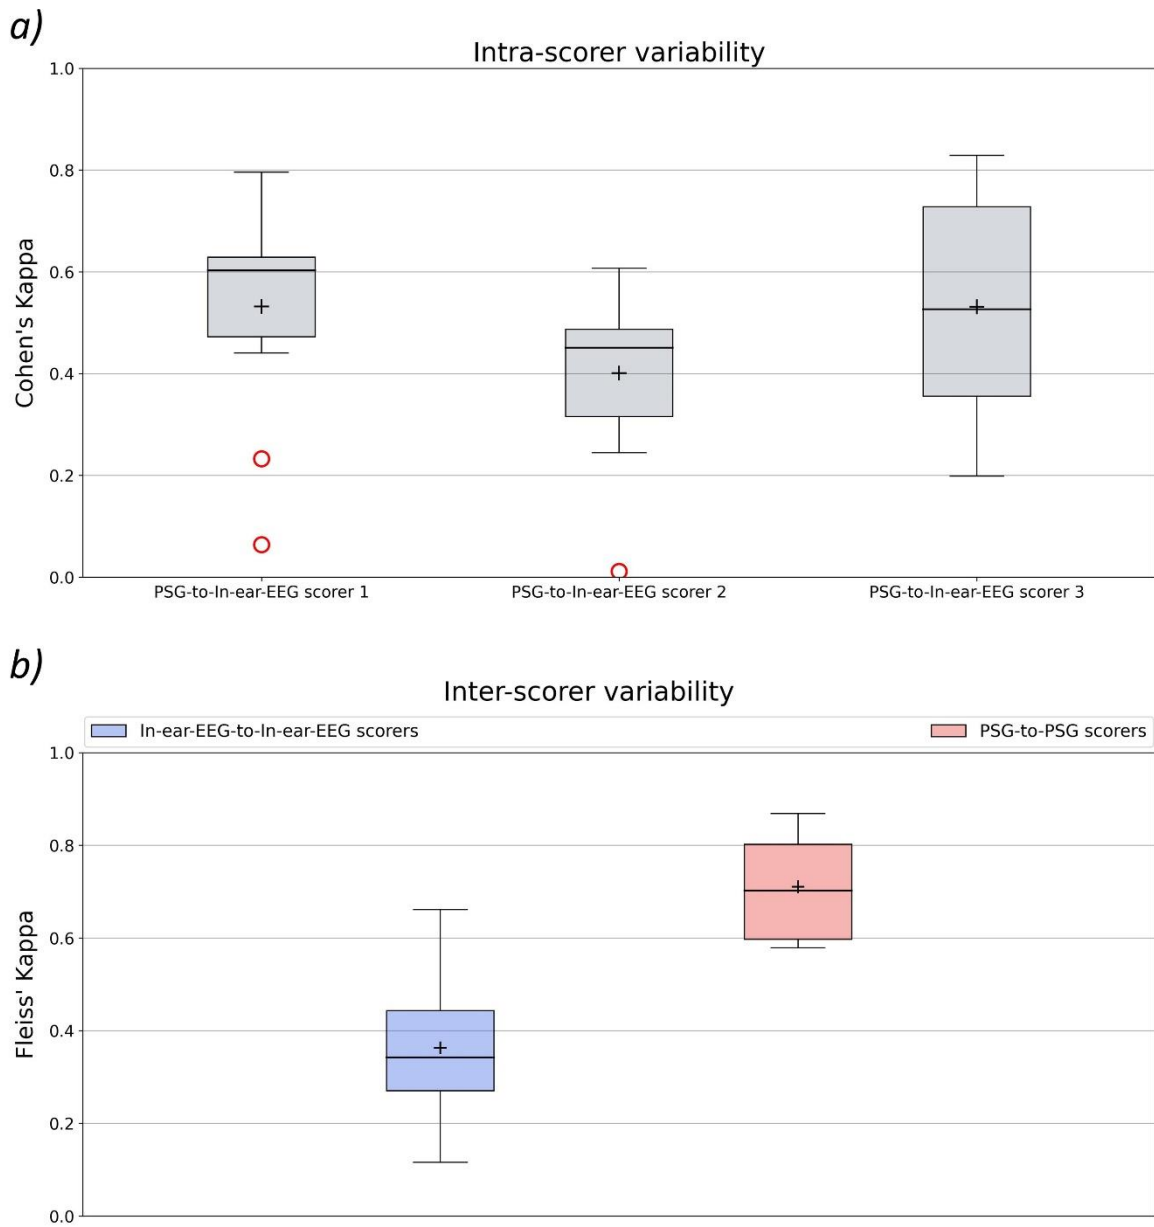 a)
Intra-scorer variability
1.0
0.8
0.6
0.4
0.2
0.0
Cohen's Kappa
PSG-to-In-ear-EEG scorer 1
PSG-to-In-ear-EEG scorer 2
PSG-to-In-ear-EEG scorer 3
b)
Inter-scorer variability
In-ear-EEG-to-In-ear-EEG scorers
PSG-to-PSG scorers
1.0
0.8
0.6
0.4
0.2
0.0
Fleiss' Kappa